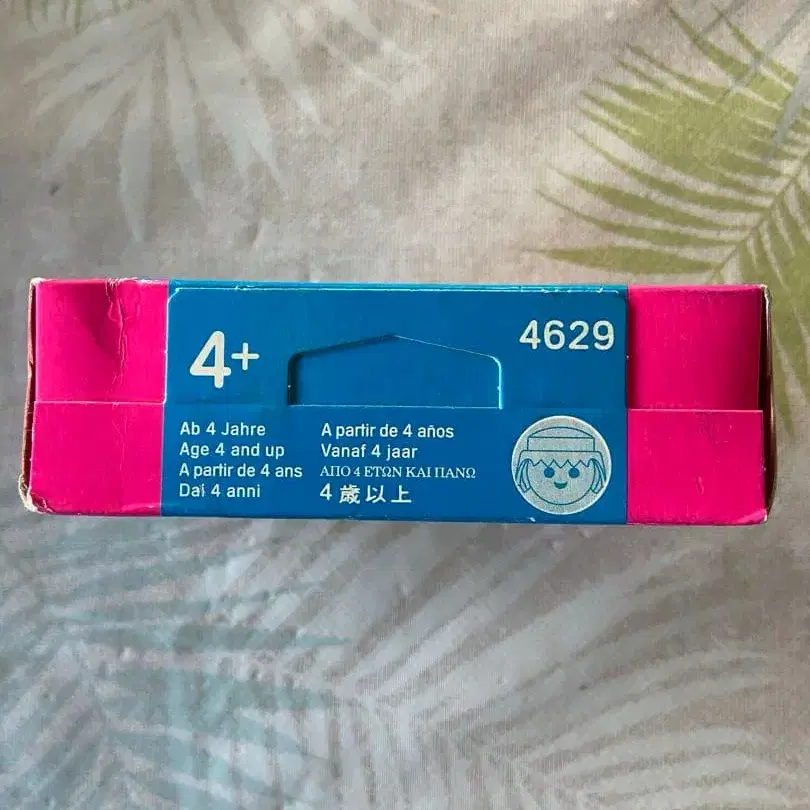 4+
4629
Ab 4 Jahre
Age 4 and up
A partir de 4 ans
Dai 4 anni
A partir de 4 años
Vanaf 4 jaar
ΑΠΟ 4 ΕΤΩΝ ΚΑΙ ΠΑΝΩ
4 歳以上